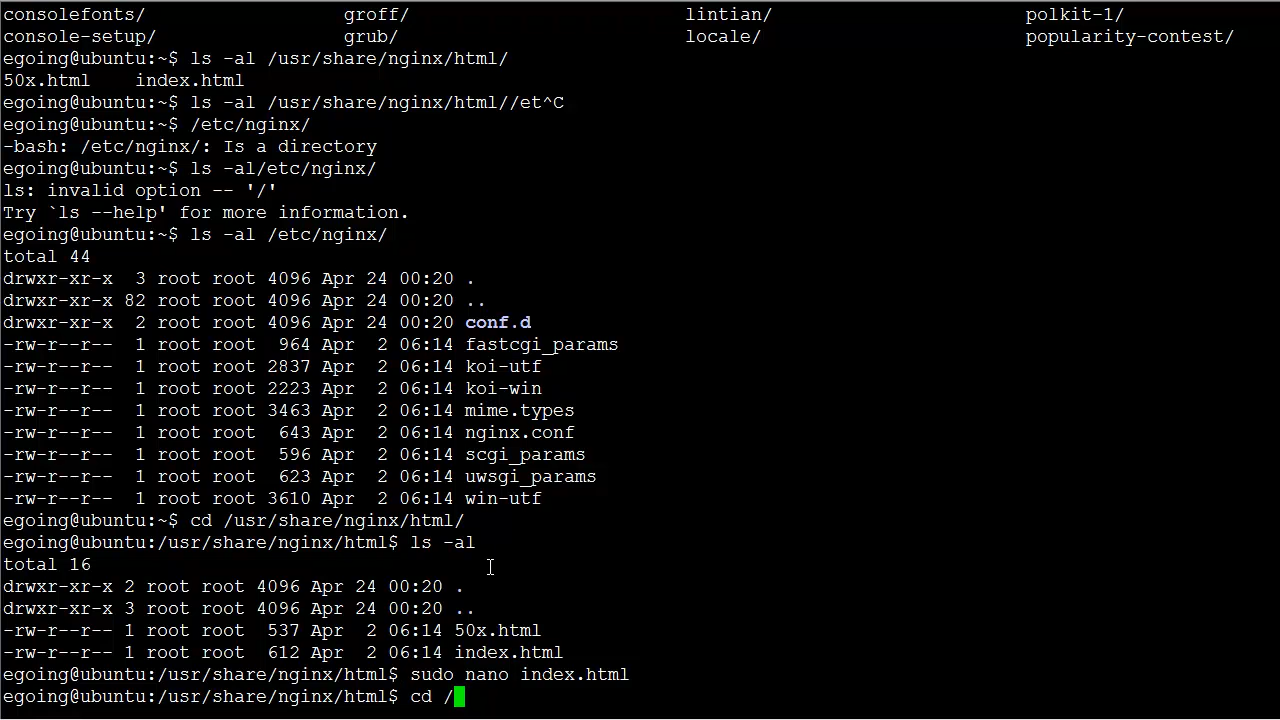 consolefonts/ groff/ lintian/ polkit-1/
console-setup/ grub/ locale/ popularity-contest/
egoing@ubuntu:~$ ls -al /usr/share/nginx/html/
50x.html index.html
egoing@ubuntu:~$ ls -al /usr/share/nginx/html//et^C
egoing@ubuntu:~$ /etc/nginx/
-bash: /etc/nginx/: Is a directory
egoing@ubuntu:~$ ls -al/etc/nginx/
ls: invalid option -- '/'
Try `ls --help' for more information.
egoing@ubuntu:~$ ls -al /etc/nginx/
total 44
drwxr-xr-x 3 root root 4096 Apr 24 00:20 .
drwxr-xr-x 82 root root 4096 Apr 24 00:20 ..
drwxr-xr-x 2 root root 4096 Apr 24 00:20 conf.d
-rw-r--r-- 1 root root 964 Apr 2 06:14 fastcgi_params
-rw-r--r-- 1 root root 2837 Apr 2 06:14 koi-utf
-rw-r--r-- 1 root root 2223 Apr 2 06:14 koi-win
-rw-r--r-- 1 root root 3463 Apr 2 06:14 mime.types
-rw-r--r-- 1 root root 643 Apr 2 06:14 nginx.conf
-rw-r--r-- 1 root root 596 Apr 2 06:14 scgi_params
-rw-r--r-- 1 root root 623 Apr 2 06:14 uwsgi_params
-rw-r--r-- 1 root root 3610 Apr 2 06:14 win-utf
egoing@ubuntu:~$ cd /usr/share/nginx/html/
egoing@ubuntu:/usr/share/nginx/html$ ls -al
total 16
drwxr-xr-x 2 root root 4096 Apr 24 00:20 .
drwxr-xr-x 3 root root 4096 Apr 24 00:20 ..
-rw-r--r-- 1 root root 537 Apr 2 06:14 50x.html
-rw-r--r-- 1 root root 612 Apr 2 06:14 index.html
egoing@ubuntu:/usr/share/nginx/html$ sudo nano index.html
egoing@ubuntu:/usr/share/nginx/html$ cd /